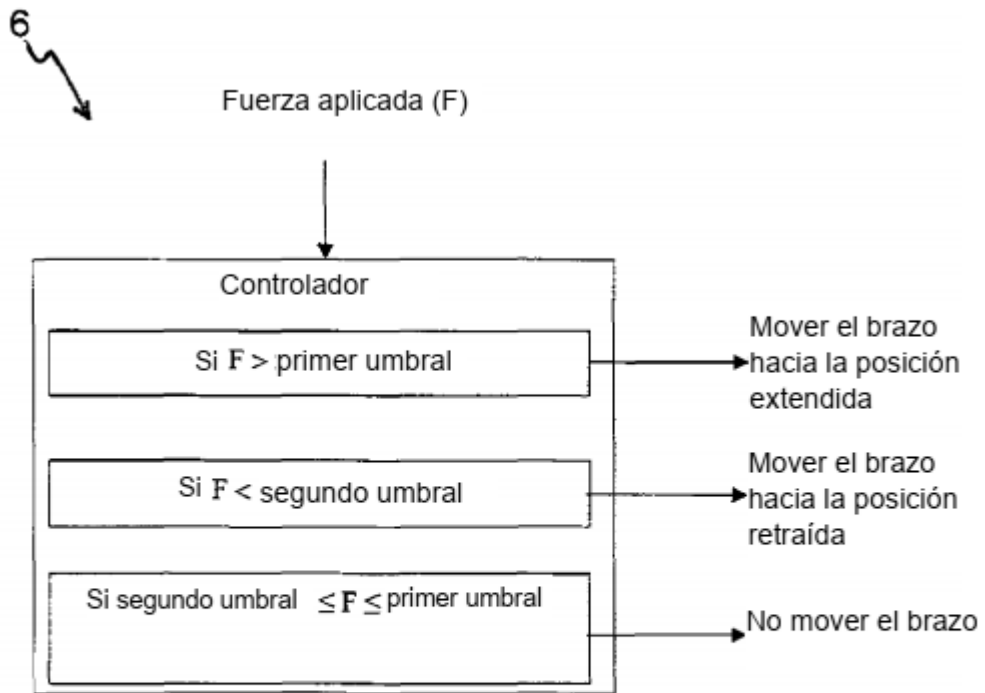 6
Fuerza aplicada (F)
Controlador
Si F > primer umbral
Mover el brazo
hacia la posición
extendida
Si F < segundo umbral
Mover el brazo
hacia la posición
retraída
Si segundo umbral ≤ F ≤ primer umbral
No mover el brazo